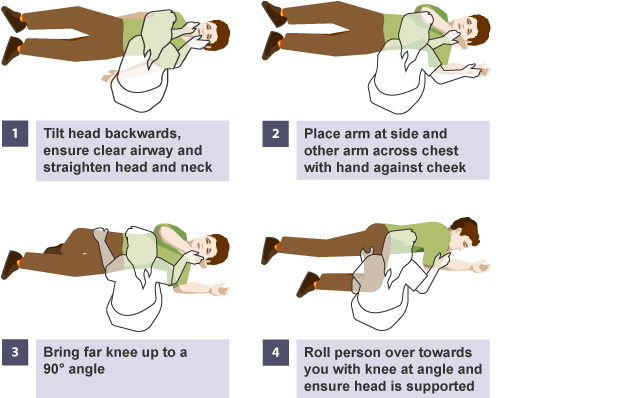 1
Tilt head backwards,
ensure clear airway and
straighten head and neck
2
Place arm at side and
other arm across chest
with hand against cheek
3
Bring far knee up to a
90° angle
4
Roll person over towards
you with knee at angle and
ensure head is supported